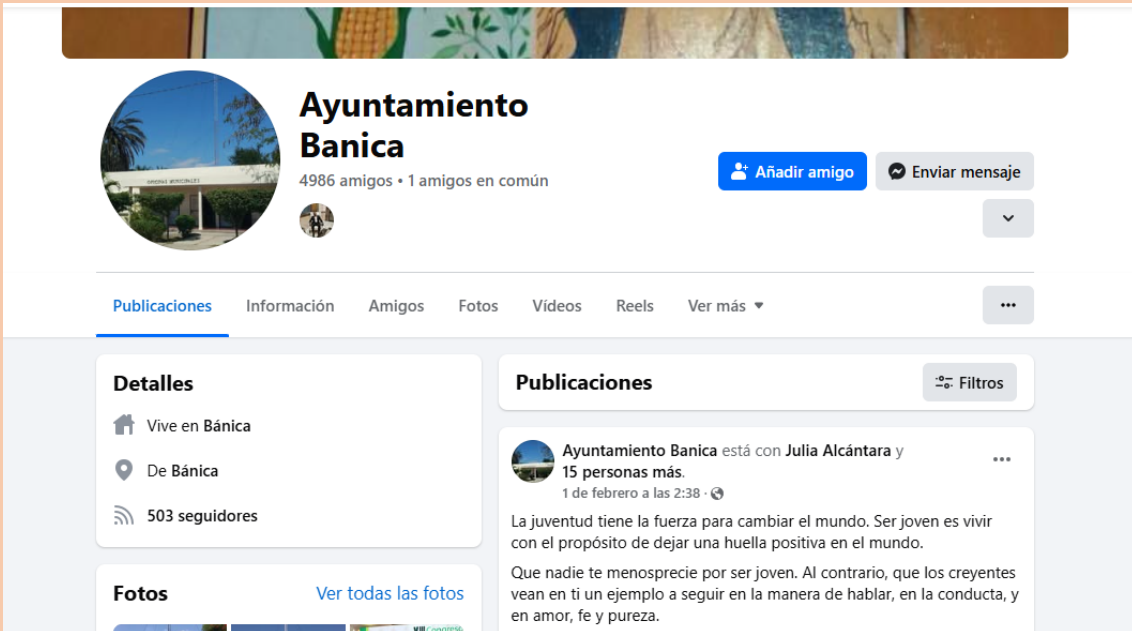 Ayuntamiento
Banica
4986 amigos • 1 amigos en común
Añadir amigo
Enviar mensaje
Publicaciones
Información
Amigos
Fotos
Vídeos
Reels
Ver más
Detalles
Vive en Bánica
De Bánica
503 seguidores
Fotos
Ver todas las fotos
Publicaciones
Filtros
Ayuntamiento Banica está con Julia Alcántara y
15 personas más.
1 de febrero a las 2:38 ·
La juventud tiene la fuerza para cambiar el mundo. Ser joven es vivir
con el propósito de dejar una huella positiva en el mundo.
Que nadie te menosprecie por ser joven. Al contrario, que los creyentes
vean en ti un ejemplo a seguir en la manera de hablar, en la conducta, y
en amor, fe y pureza.